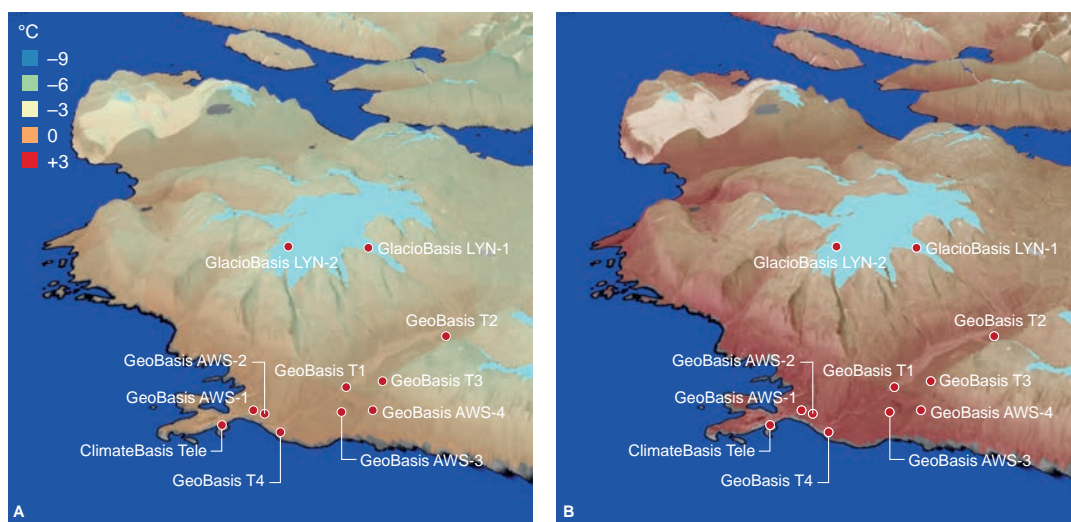 °C
–9
–6
–3
0
+3
GlacioBasis LYN-1
GlacioBasis LYN-2
GeoBasis T2
GeoBasis AWS-2
GeoBasis T1
GeoBasis T3
GeoBasis AWS-1
GeoBasis AWS-4
ClimateBasis Tele
GeoBasis AWS-3
GeoBasis T4
A
GlacioBasis LYN-1
GlacioBasis LYN-2
GeoBasis T2
GeoBasis AWS-2
GeoBasis T1
GeoBasis T3
GeoBasis AWS-1
GeoBasis AWS-4
ClimateBasis Tele
GeoBasis AWS-3
GeoBasis T4
B